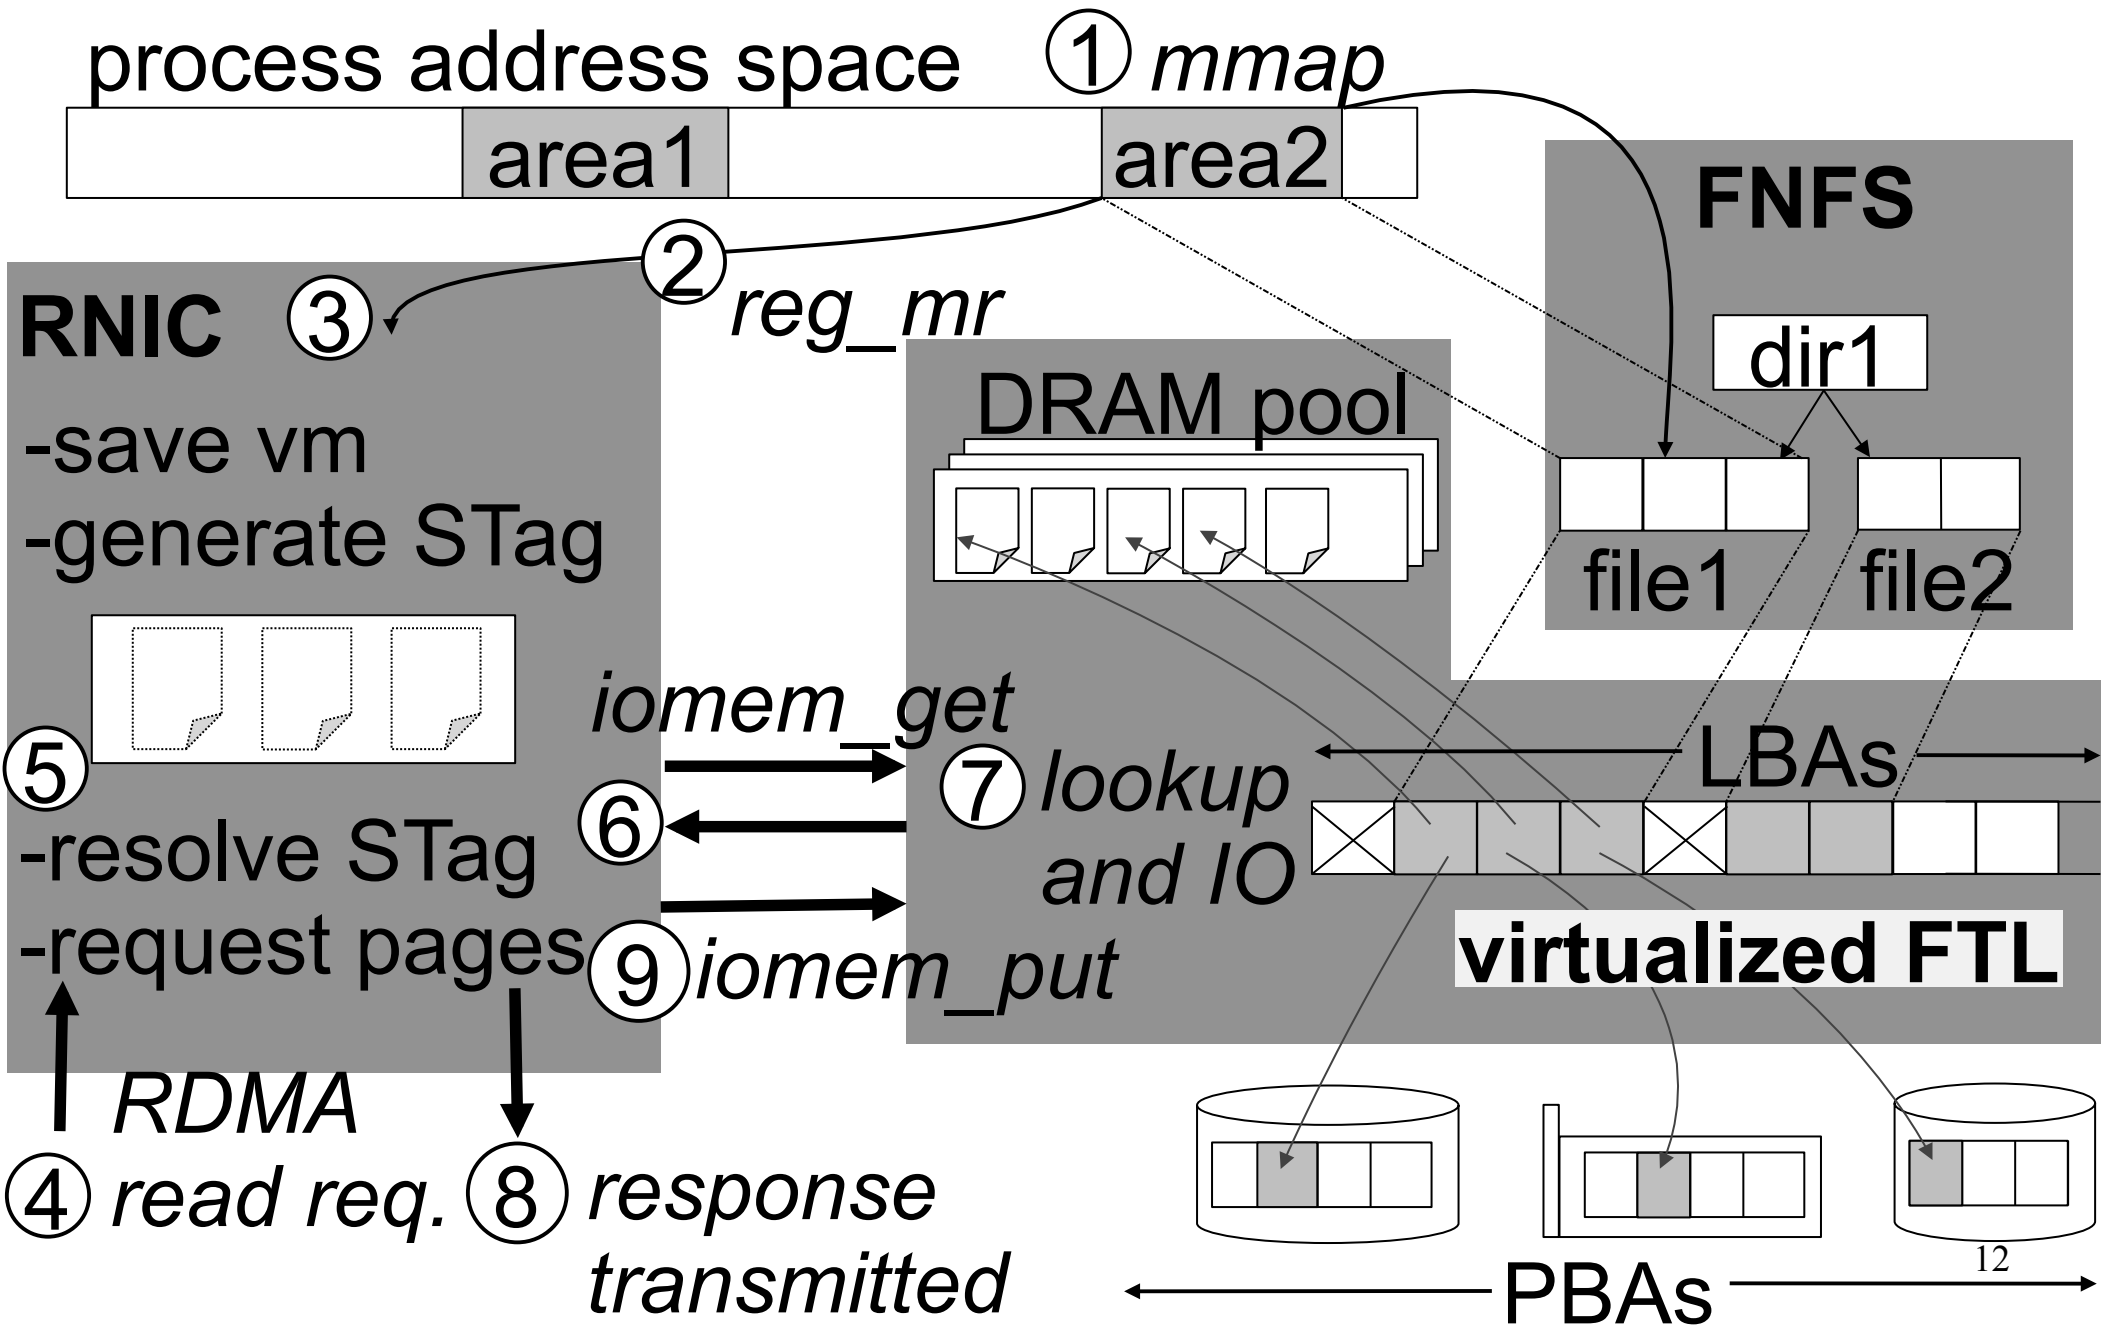 process address space
1 mmap
area1
area2
FNFS
2
reg_mr
RNIC
3
dir1
DRAM pool
-save vm
-generate STag
file1
file2
iomem_get
LBAs
5
6
7 lookup
and IO
-resolve STag
-request pages
9 iomem_put
virtualized FTL
RDMA
4 read req.
8 response
transmitted
12
PBAs